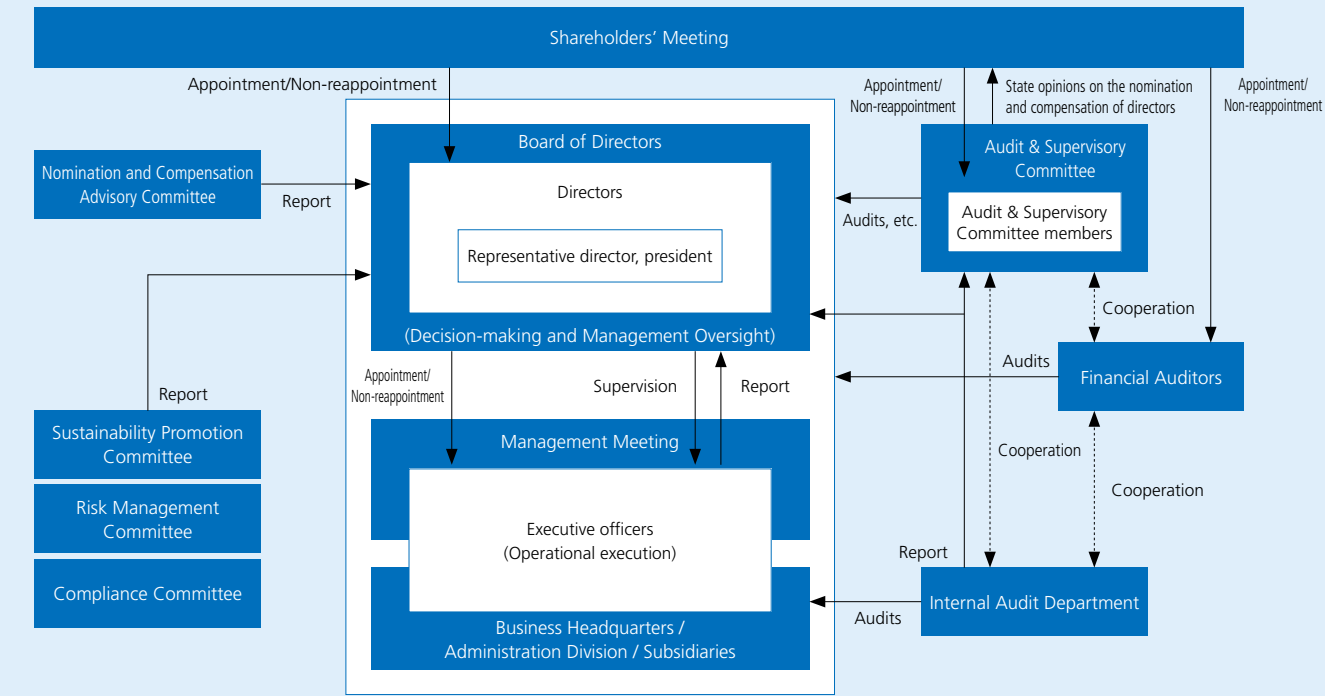 Shareholders’ Meeting
Appointment/Non-reappointment
Appointment/
Non-reappointment
State opinions on the nomination
and compensation of directors
Appointment/
Non-reappointment
Board of Directors
Audit & Supervisory
Committee
Nomination and Compensation
Advisory Committee
Report
Directors
Audits, etc.
Audit & Supervisory
Committee members
Representative director, president
Cooperation
(Decision-making and Management Oversight)
Audits
Financial Auditors
Appointment/
Non-reappointment
Supervision
Report
Report
Sustainability Promotion
Committee
Management Meeting
Cooperation
Cooperation
Risk Management
Committee
Executive officers
(Operational execution)
Report
Compliance Committee
Internal Audit Department
Audits
Business Headquarters /
Administration Division / Subsidiaries